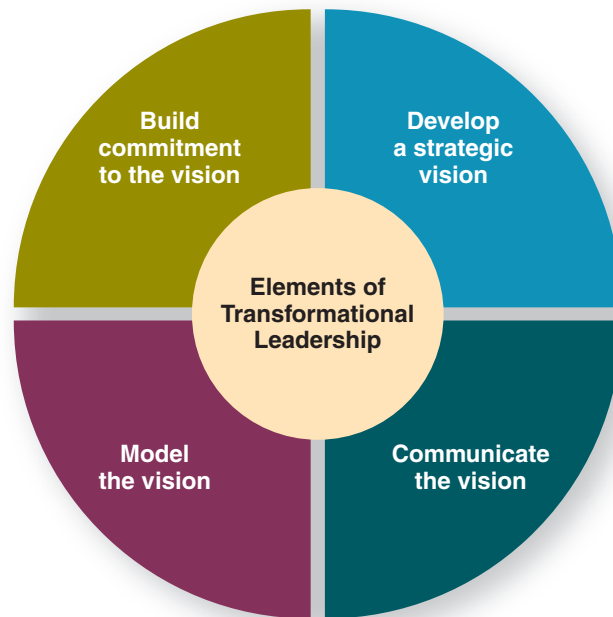 Build
commitment
to the vision
Develop
a strategic
vision
Elements of
Transformational
Leadership
Model
the vision
Communicate
the vision